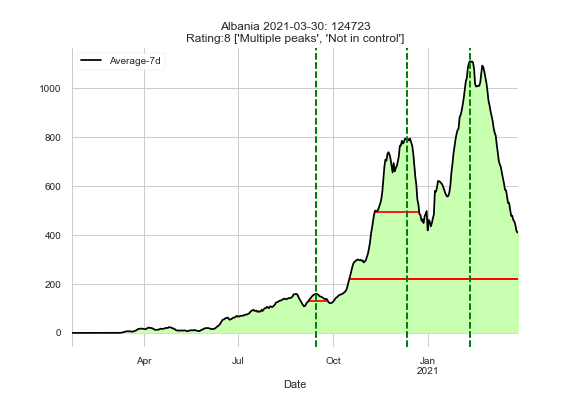 Albania 2021-03-30: 124723
Rating:8 ['Multiple peaks', 'Not in control']
Average-7d
1000
800
600
400
200
0
Apr
Jul
Oct
Jan
2021
Date